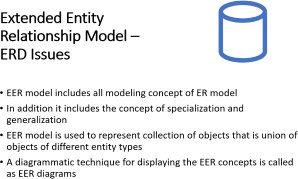 Extended Entity
Relationship Model –
ERD Issues
• EER model includes all modeling concept of ER model
• In addition it includes the concept of specialization and
generalization
• EER model is used to represent collection of objects that is union of
objects of different entity types
• A diagrammatic technique for displaying the EER concepts is called
as EER diagrams